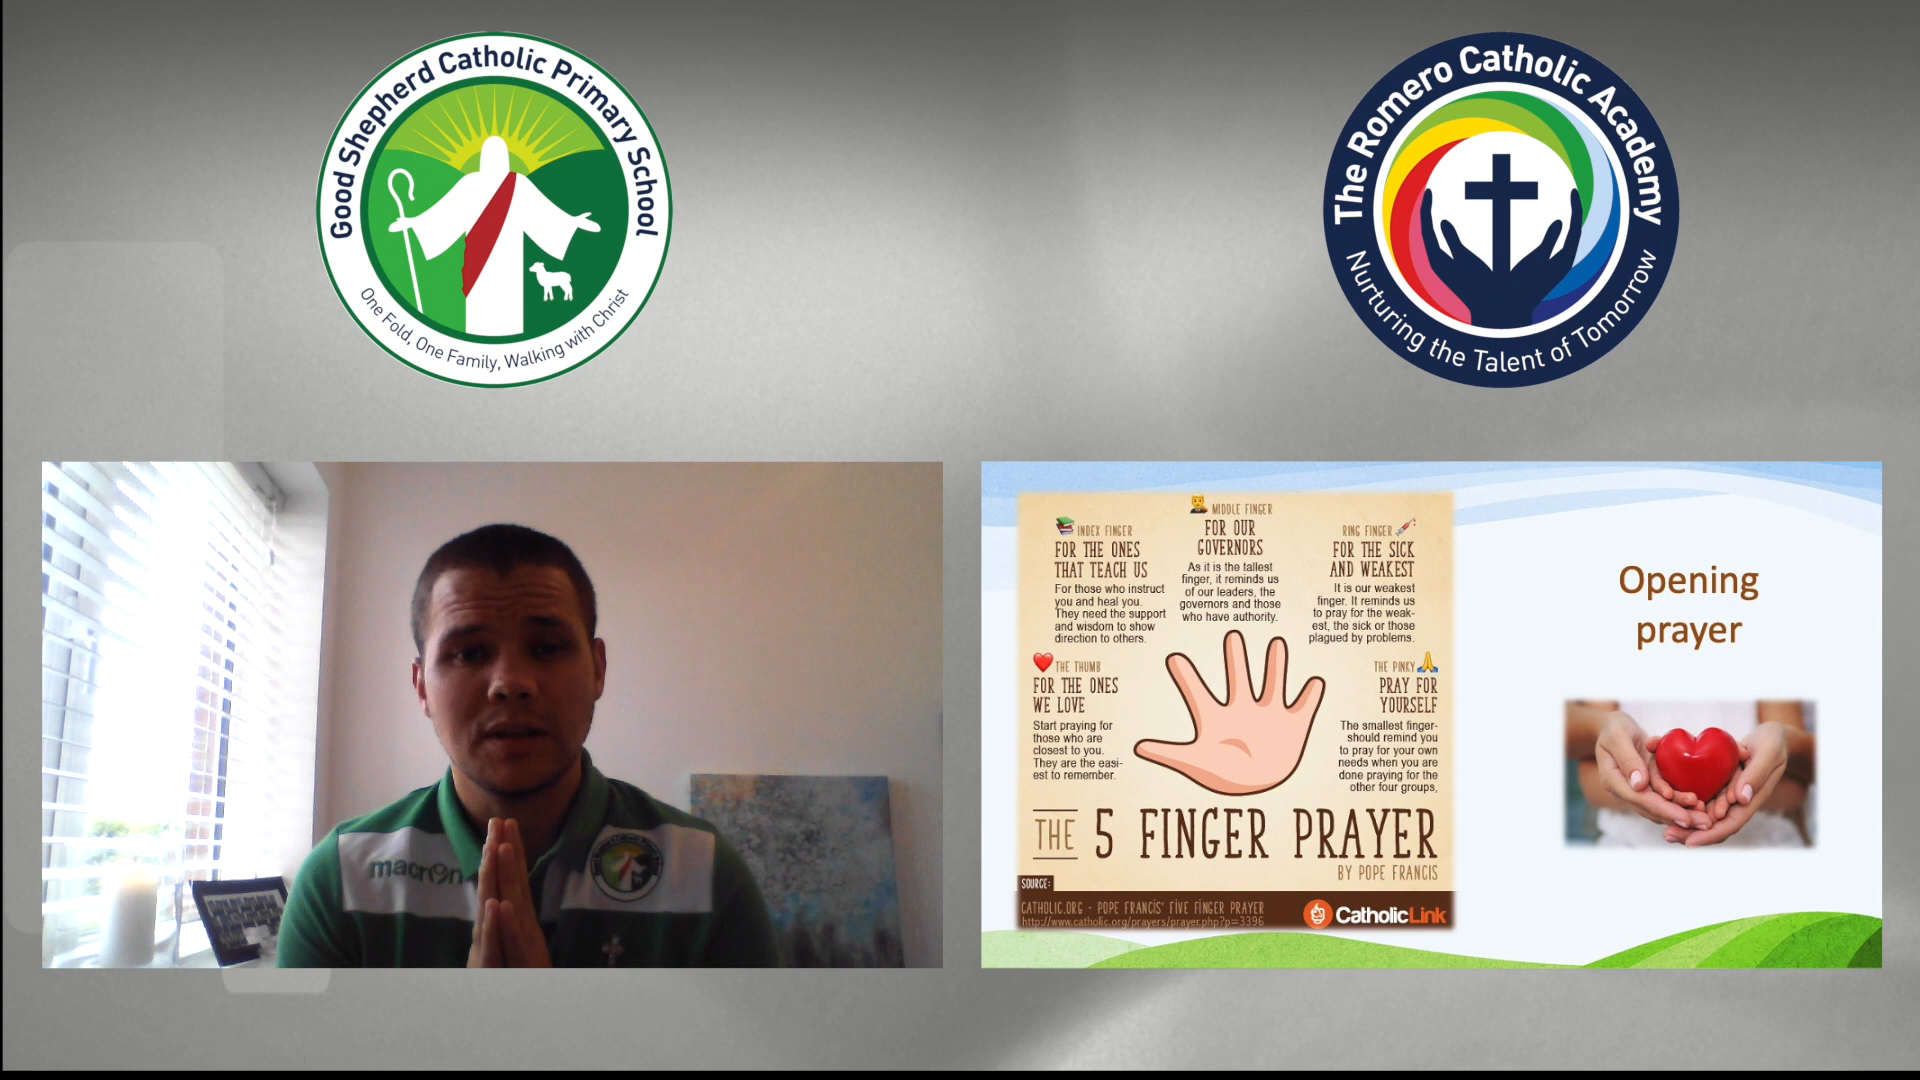 Good Shepherd Catholic Primary School
One Fold, One Family, Walking with Christ
The Romero Catholic Academy
Nurturing the Talent of Tomorrow
macron
INDEX FINGER
FOR THE ONES
THAT TEACH US
For those who instruct
you and heal you.
They need the support
and wisdom to show
direction to others.
MIDDLE FINGER
FOR OUR
GOVERNORS
As it is the tallest
finger, it reminds us
of our leaders, the
governors and those
who have authority.
RING FINGER
FOR THE SICK
AND WEAKEST
It is our weakest
finger. It reminds us
to pray for the weak-
est, the sick or those
plagued by problems.
THE THUMB
FOR THE ONES
WE LOVE
Start praying for
those who are
closest to you.
They are the easi-
est to remember.
THE PINKY
PRAY FOR
YOURSELF
The smallest finger-
should remind you
to pray for your own
needs when you are
done praying for the
other four groups,
THE 5 FINGER PRAYER
BY POPE FRANCIS
SOURCE:
CATHOLIC.ORG - POPE FRANCIS' FIVE FINGER PRAYER
http://www.catholic.org/prayers/prayer.php?p=3396
CatholicLink
Opening
prayer